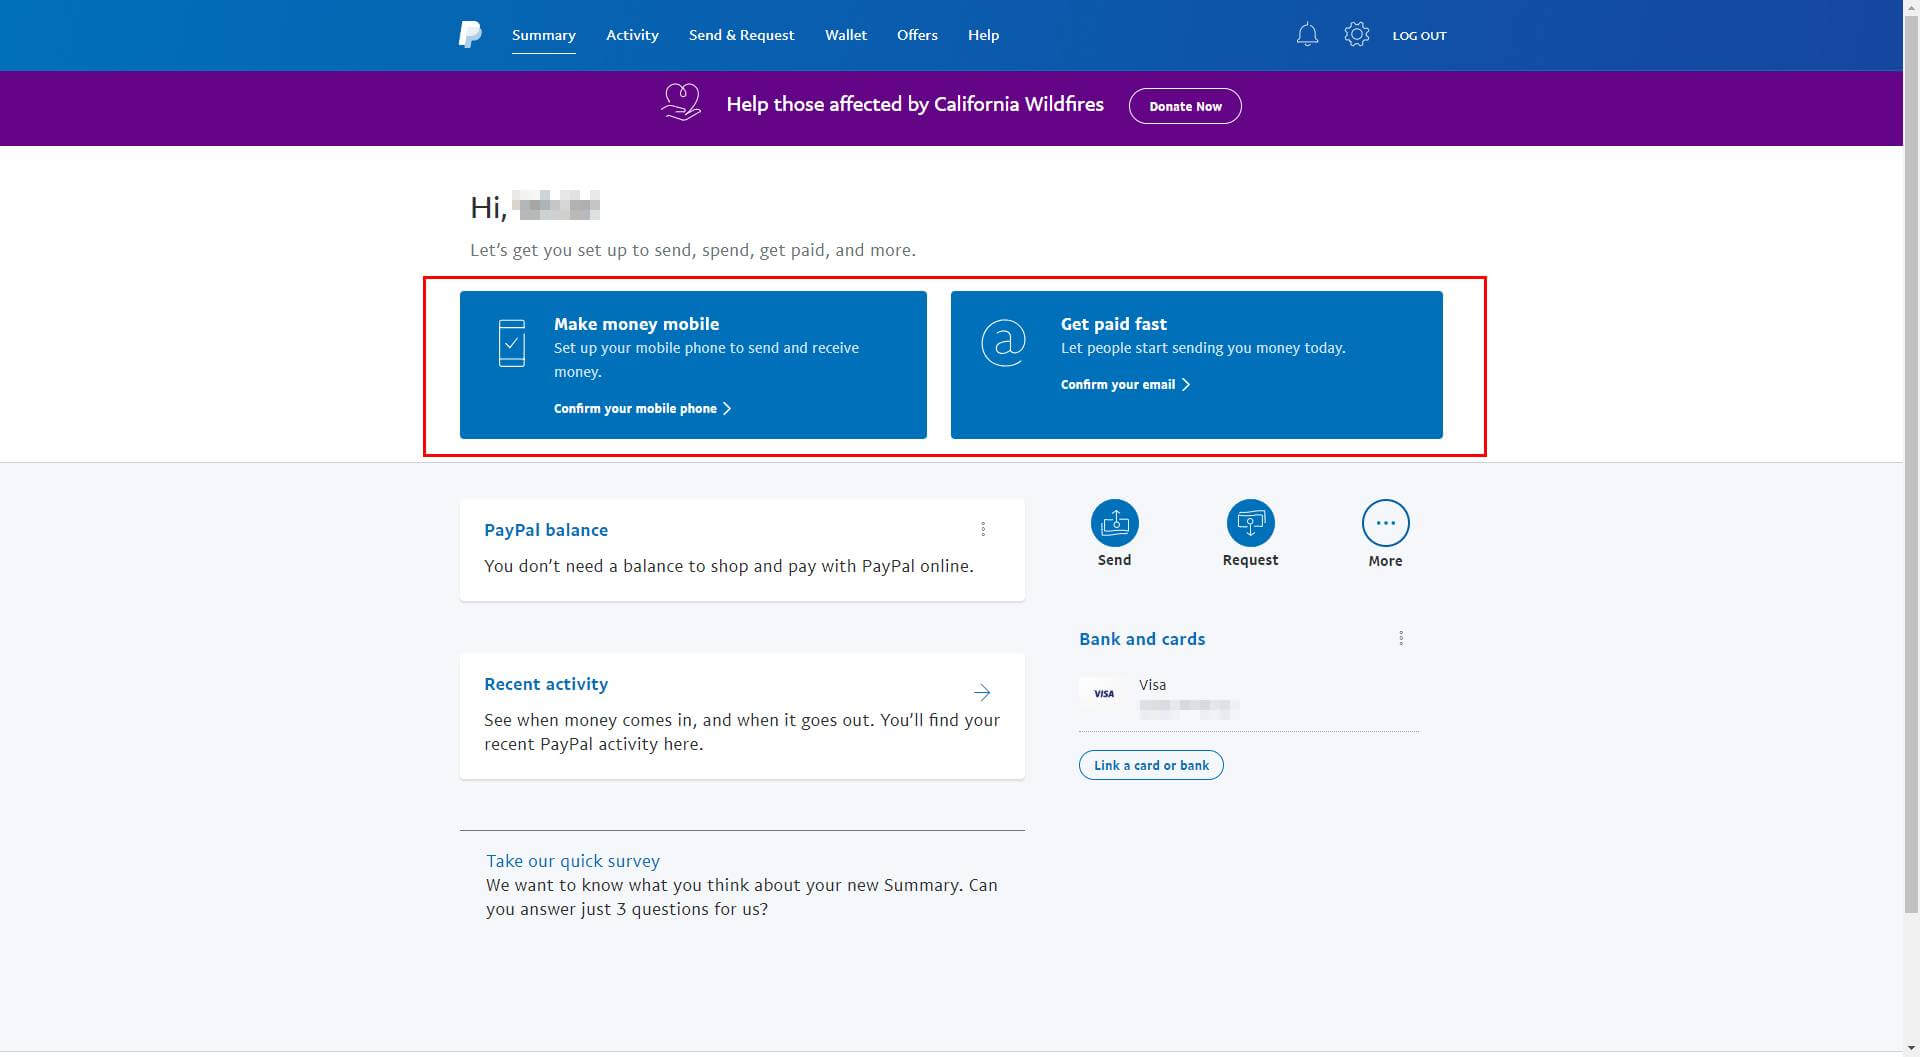 Summary Activity Send & Request Wallet Offers Help LOG OUT
Help those affected by California Wildfires Donate Now
Hi,
Let's get you set up to send, spend, get paid, and more.
Make money mobile
Set up your mobile phone to send and receive
money.
Confirm your mobile phone
Get paid fast
Let people start sending you money today.
Confirm your email
PayPal balance
You don't need a balance to shop and pay with PayPal online.
Send Request More
Recent activity
See when money comes in, and when it goes out. You'll find your
recent PayPal activity here.
Bank and cards
VISA Visa
Link a card or bank
Take our quick survey
We want to know what you think about your new Summary. Can
you answer just 3 questions for us?